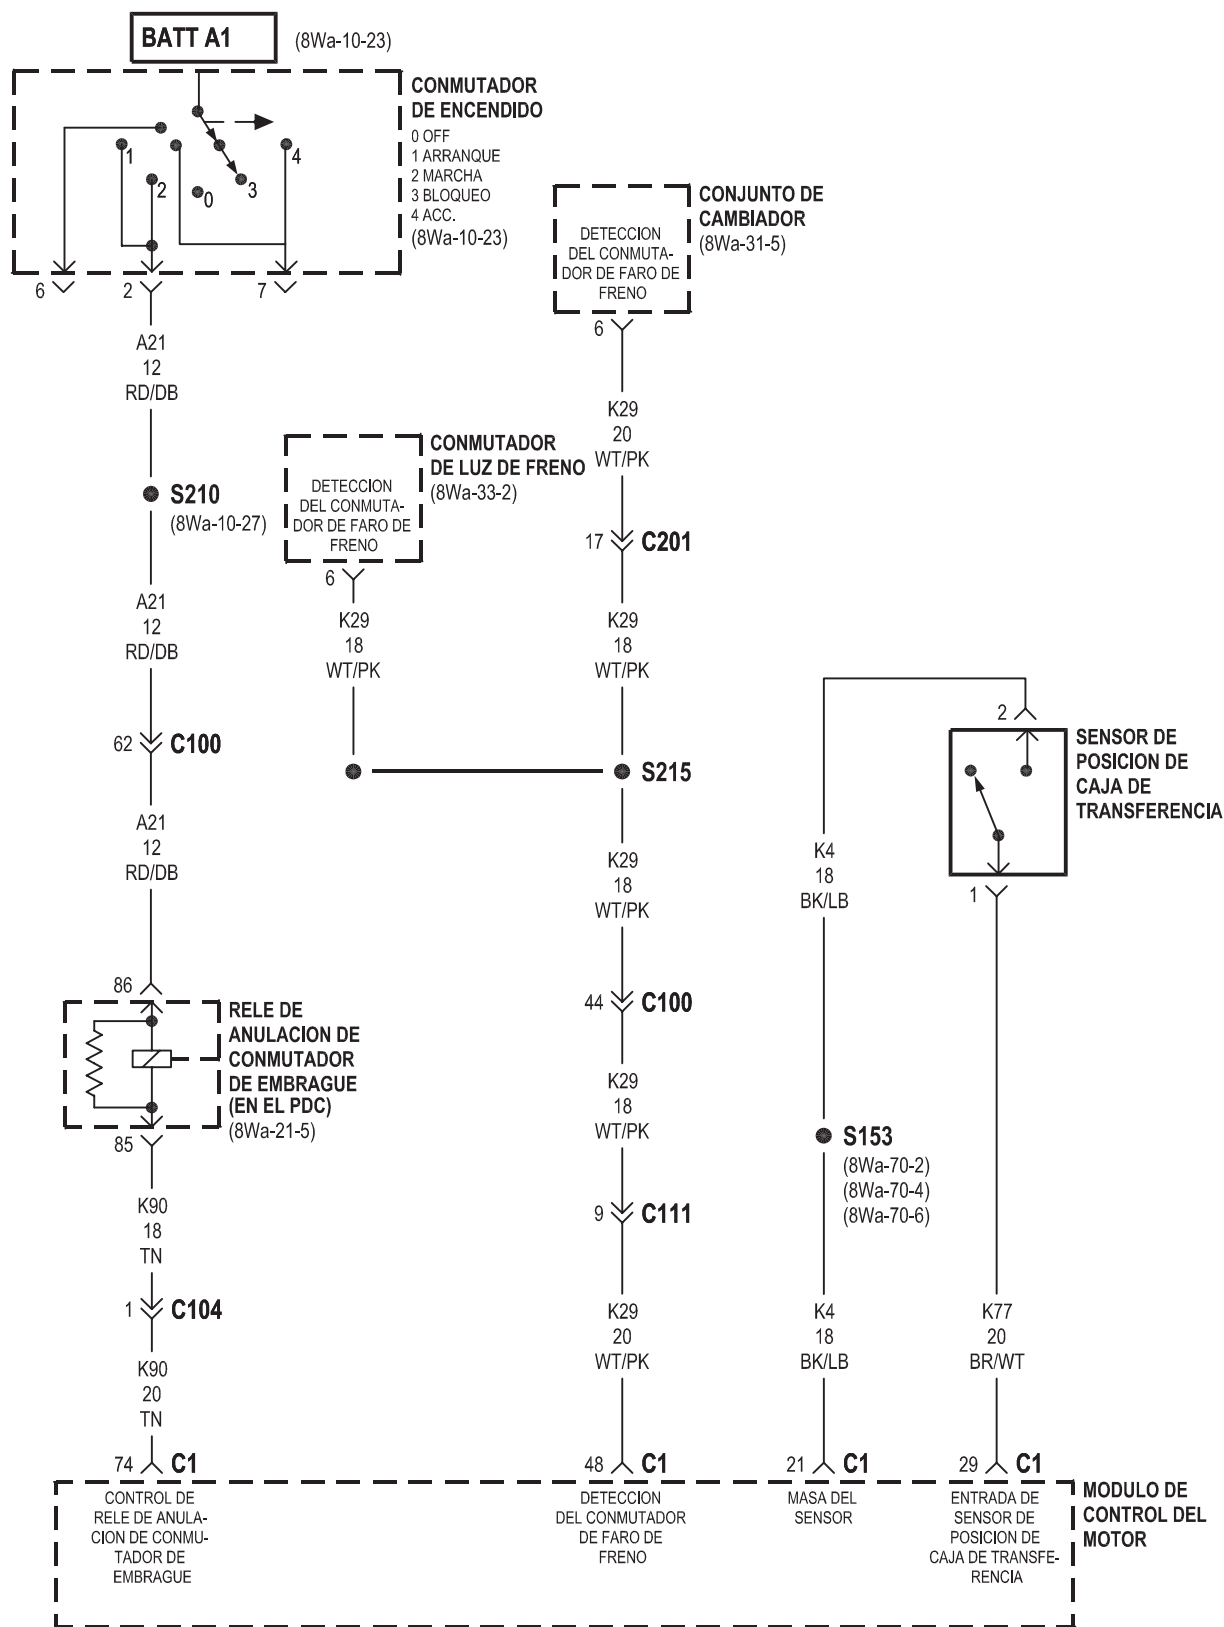 BATT A1
(8Wa-10-23)
CONMUTADOR
DE ENCENDIDO
0 OFF
1 ARRANQUE
2 MARCHA
3 BLOQUEO
4 ACC.
(8Wa-10-23)
1
2
0
3
4
6
2
7
A21
12
RD/DB
S210
(8Wa-10-27)
A21
12
RD/DB
62
C100
A21
12
RD/DB
86
RELE DE
ANULACION DE
CONMUTADOR
DE EMBRAGUE
(EN EL PDC)
(8Wa-21-5)
85
K90
18
TN
1
C104
K90
20
TN
74
C1
CONTROL DE
RELE DE ANULA-
CION DE CONMU-
TADOR DE
EMBRAGUE
CONMUTADOR
DE LUZ DE FRENO
(8Wa-33-2)
DETECCION
DEL CONMUTA-
DOR DE FARO DE
FRENO
6
K29
18
WT/PK
CONJUNTO DE
CAMBIADOR
(8Wa-31-5)
DETECCION
DEL CONMUTA-
DOR DE FARO DE
FRENO
6
K29
20
WT/PK
17
C201
K29
18
WT/PK
S215
K29
18
WT/PK
44
C100
K29
18
WT/PK
9
C111
K29
20
WT/PK
48
C1
DETECCION
DEL CONMUTADOR
DE FARO DE
FRENO
2
SENSOR DE
POSICION DE
CAJA DE
TRANSFERENCIA
1
K4
18
BK/LB
S153
(8Wa-70-2)
(8Wa-70-4)
(8Wa-70-6)
K4
18
BK/LB
21
C1
MASA DEL
SENSOR
K77
20
BR/WT
29
C1
ENTRADA DE
SENSOR DE
POSICION DE
CAJA DE TRANSFE-
RENCIA
MODULO DE
CONTROL DEL
MOTOR